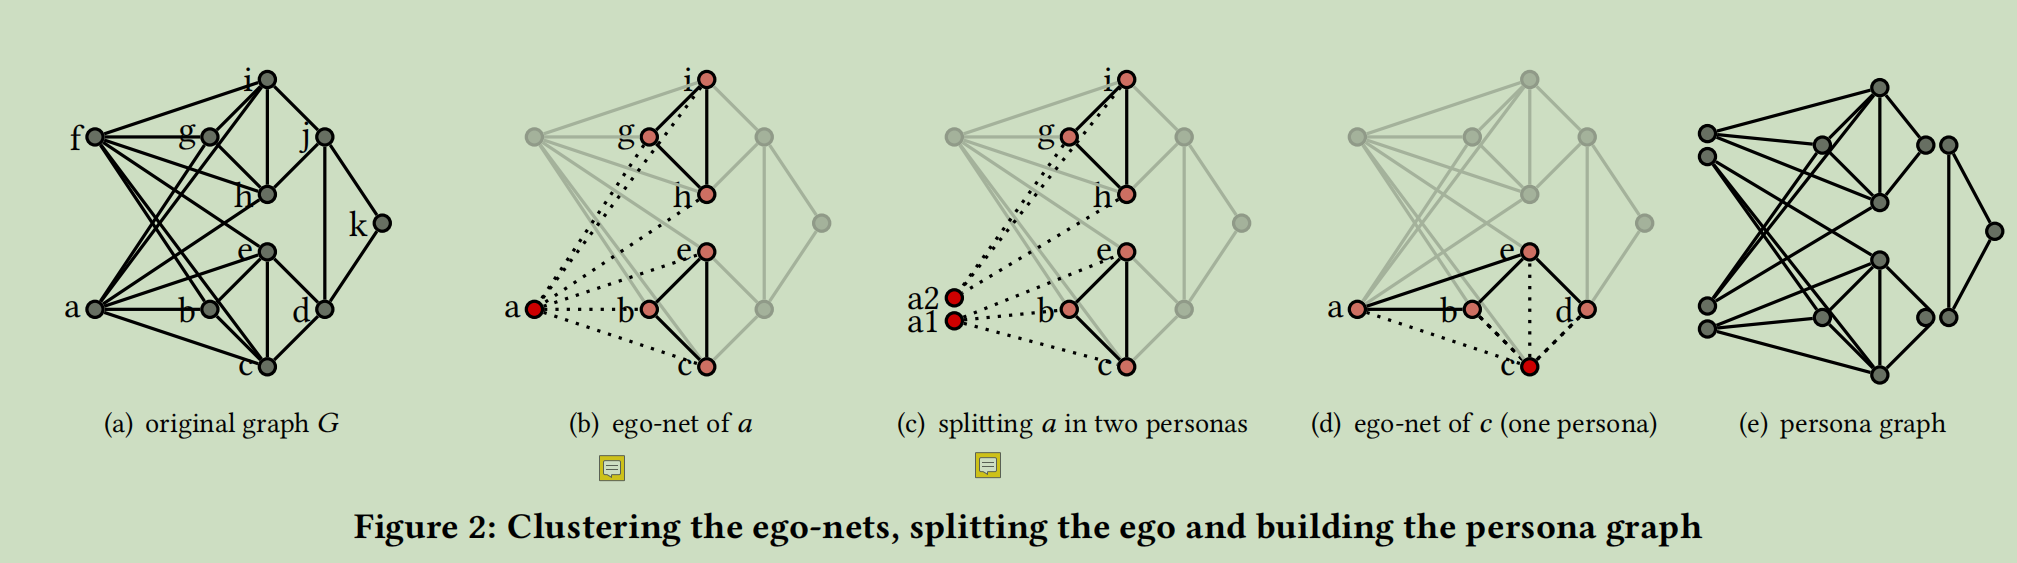 i
f g j
h
k
e
a b d
c
i
g
h
e
a b
c
i
g
h
e
a2
a1 b
c
e
a b d
c
(a) original graph G
(b) ego-net of a
(c) splitting a in two personas
(d) ego-net of c (one persona)
(e) persona graph
Figure 2: Clustering the ego-nets, splitting the ego and building the persona graph